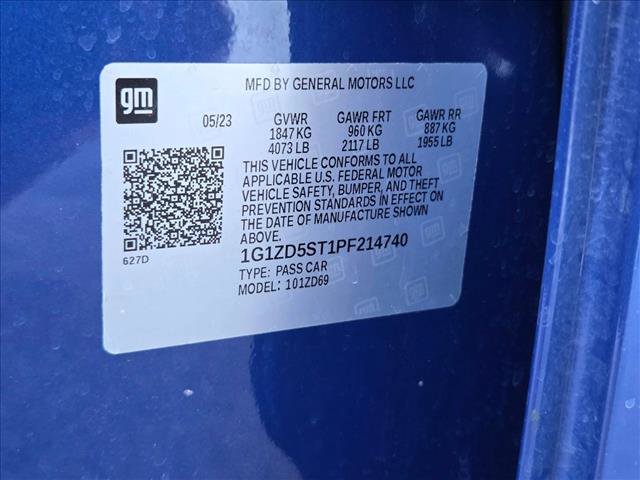 gm
MFD BY GENERAL MOTORS LLC
05/23 GVWR GAWR FRT GAWR RR
1847 KG 960 KG 887 KG
4073 LB 2117 LB 1955 LB
THIS VEHICLE CONFORMS TO ALL
APPLICABLE U.S. FEDERAL MOTOR
VEHICLE SAFETY, BUMPER, AND THEFT
PREVENTION STANDARDS IN EFFECT ON
THE DATE OF MANUFACTURE SHOWN
ABOVE.
627D
1G1ZD5ST1PF214740
TYPE: PASS CAR
MODEL: 101ZD69